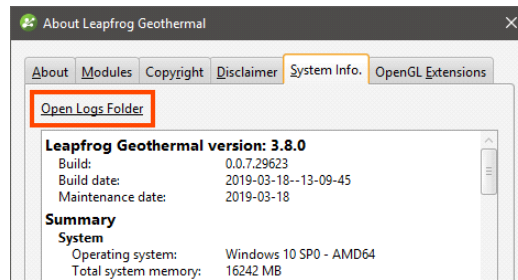 About Leapfrog Geothermal
About Modules Copyright Disclaimer System Info. OpenGL Extensions
Open Logs Folder
Leapfrog Geothermal version: 3.8.0
Build: 0.0.7.29623
Build date: 2019-03-18--13-09-45
Maintenance date: 2019-03-18
Summary
System
Operating system: Windows 10 SP0 - AMD64
Total system memory: 16242 MB